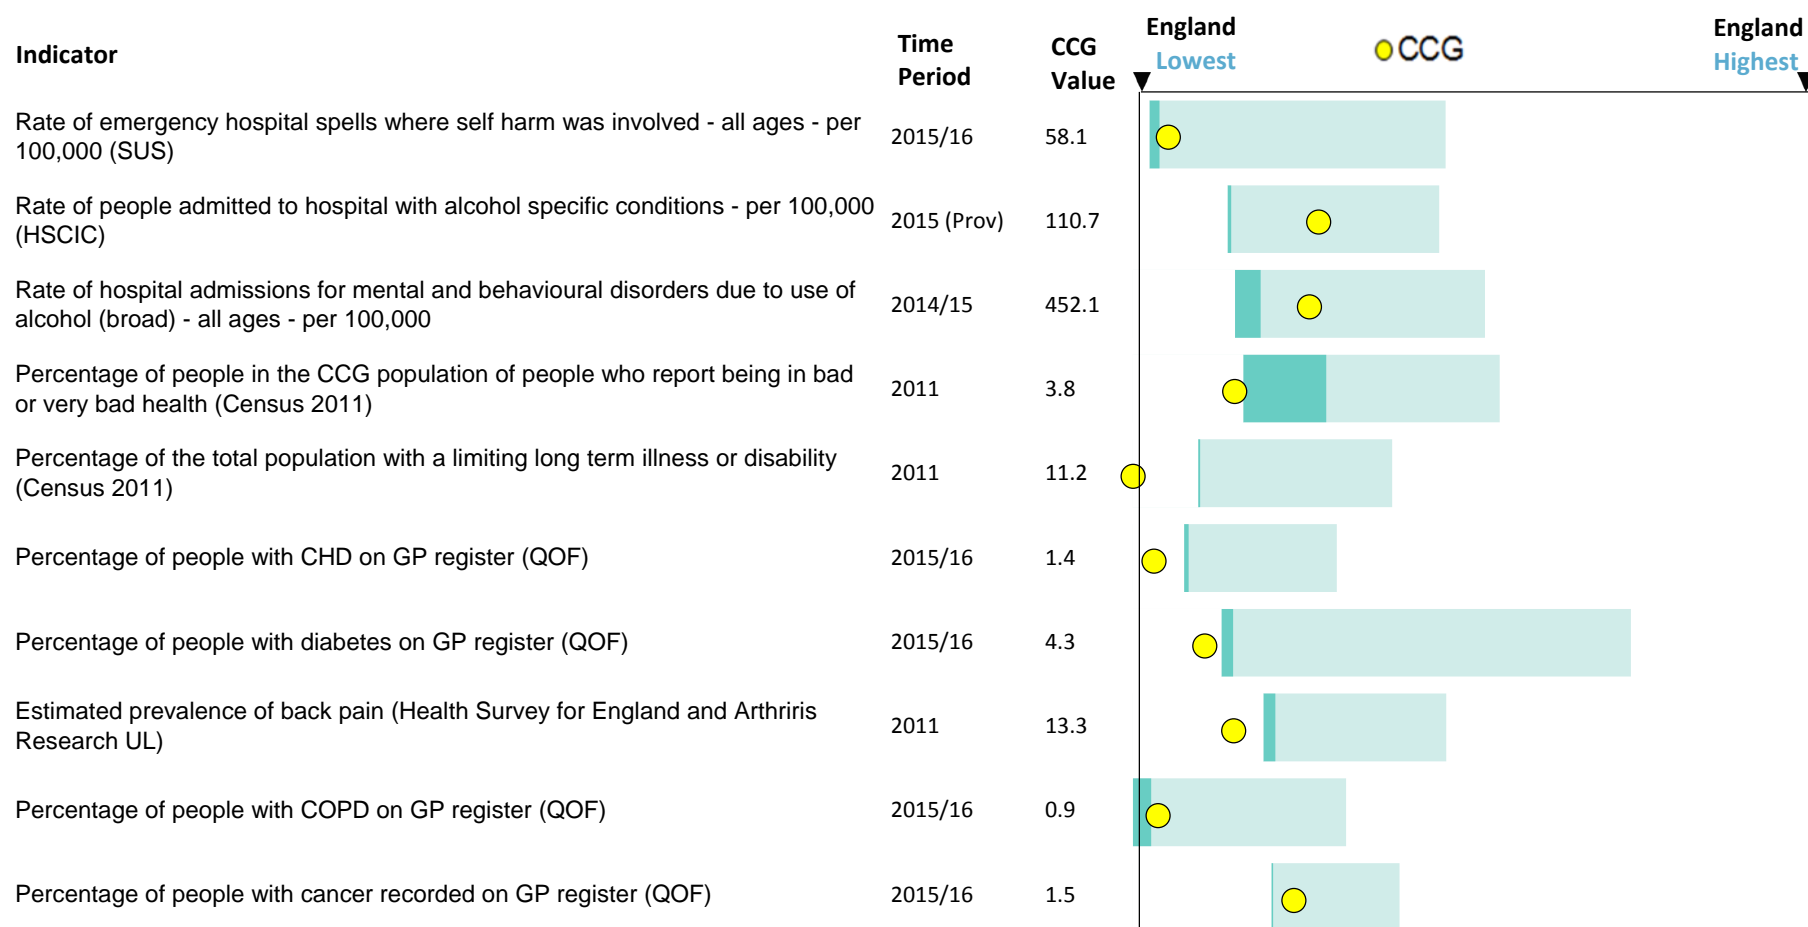 Indicator
Time
Period
CCG
Value
England
Lowest
CCG
England
Highest
Rate of emergency hospital spells where self harm was involved - all ages - per
100,000 (SUS)
2015/16
58.1
Rate of people admitted to hospital with alcohol specific conditions - per 100,000
(HSCIC)
2015 (Prov)
110.7
Rate of hospital admissions for mental and behavioural disorders due to use of
alcohol (broad) - all ages - per 100,000
2014/15
452.1
Percentage of people in the CCG population of people who report being in bad
or very bad health (Census 2011)
2011
3.8
Percentage of the total population with a limiting long term illness or disability
(Census 2011)
2011
11.2
Percentage of people with CHD on GP register (QOF)
2015/16
1.4
Percentage of people with diabetes on GP register (QOF)
2015/16
4.3
Estimated prevalence of back pain (Health Survey for England and Arthriris
Research UL)
2011
13.3
Percentage of people with COPD on GP register (QOF)
2015/16
0.9
Percentage of people with cancer recorded on GP register (QOF)
2015/16
1.5